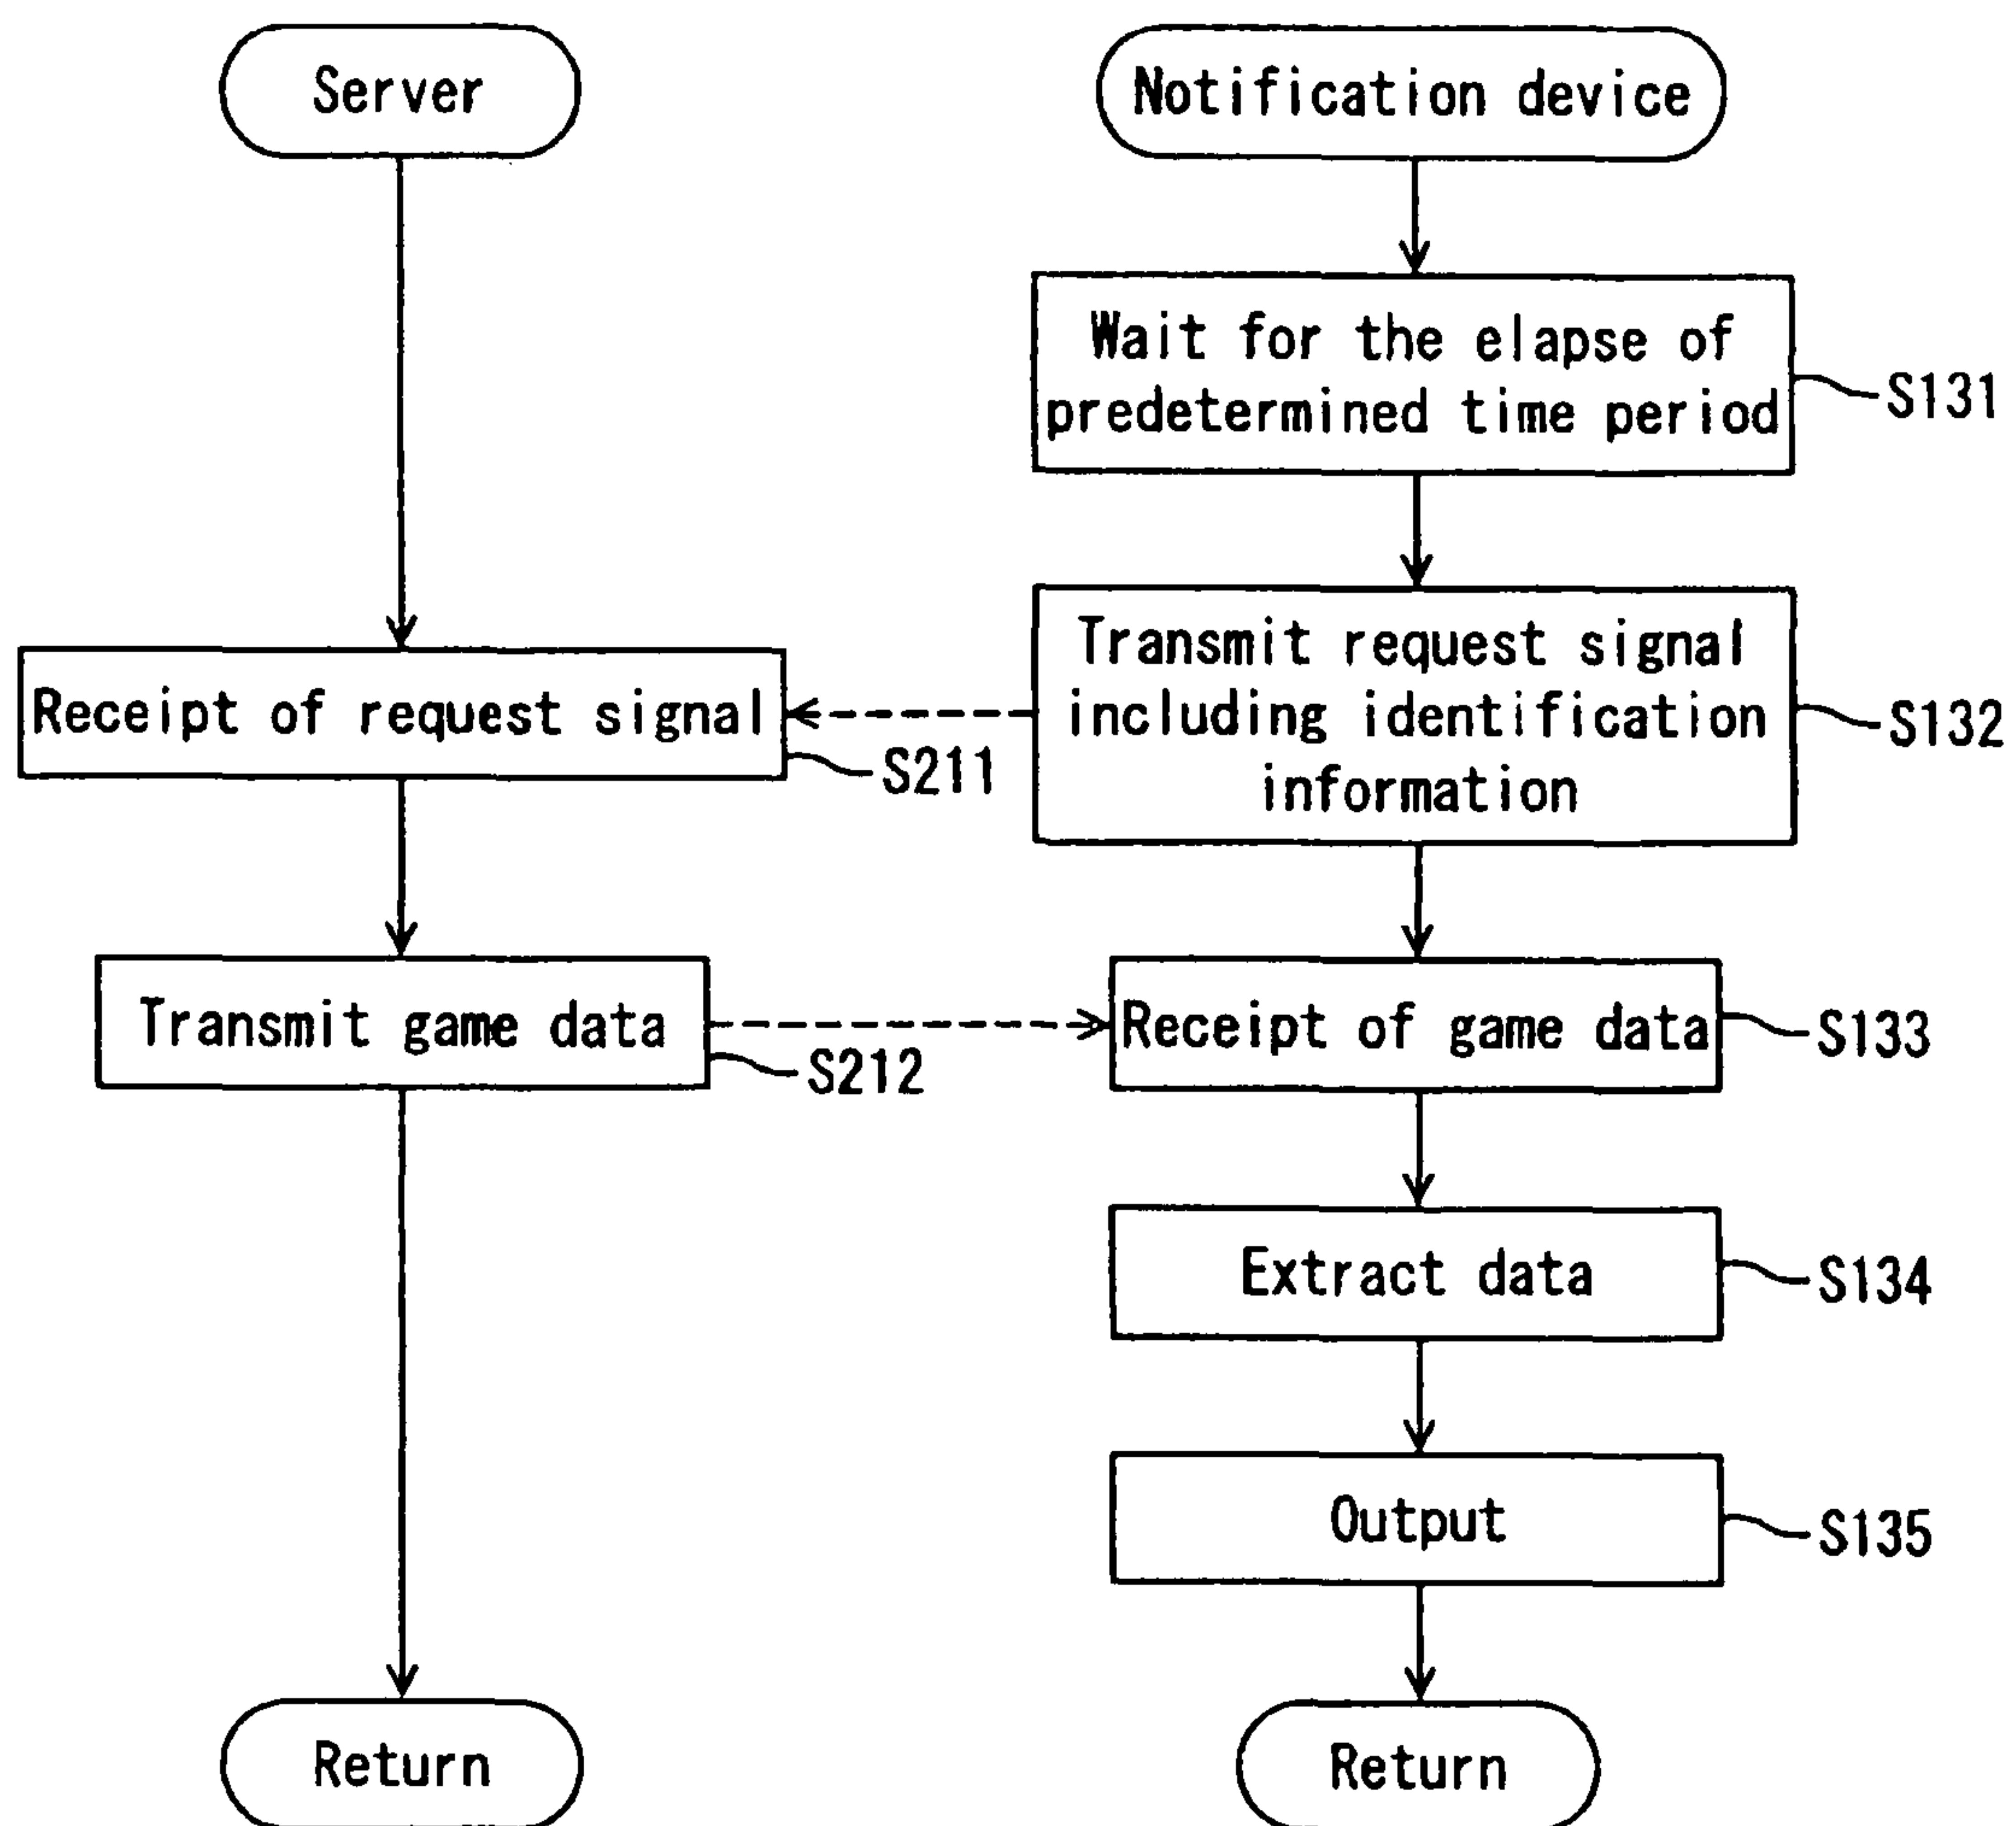 Server
Notification device
Wait for the elapse of
predetermined time period
S131
Transmit request signal
including identification
information
S132
Receipt of request signal
S211
Transmit game data
S212
Receipt of game data
S133
Extract data
S134
Output
S135
Return
Return